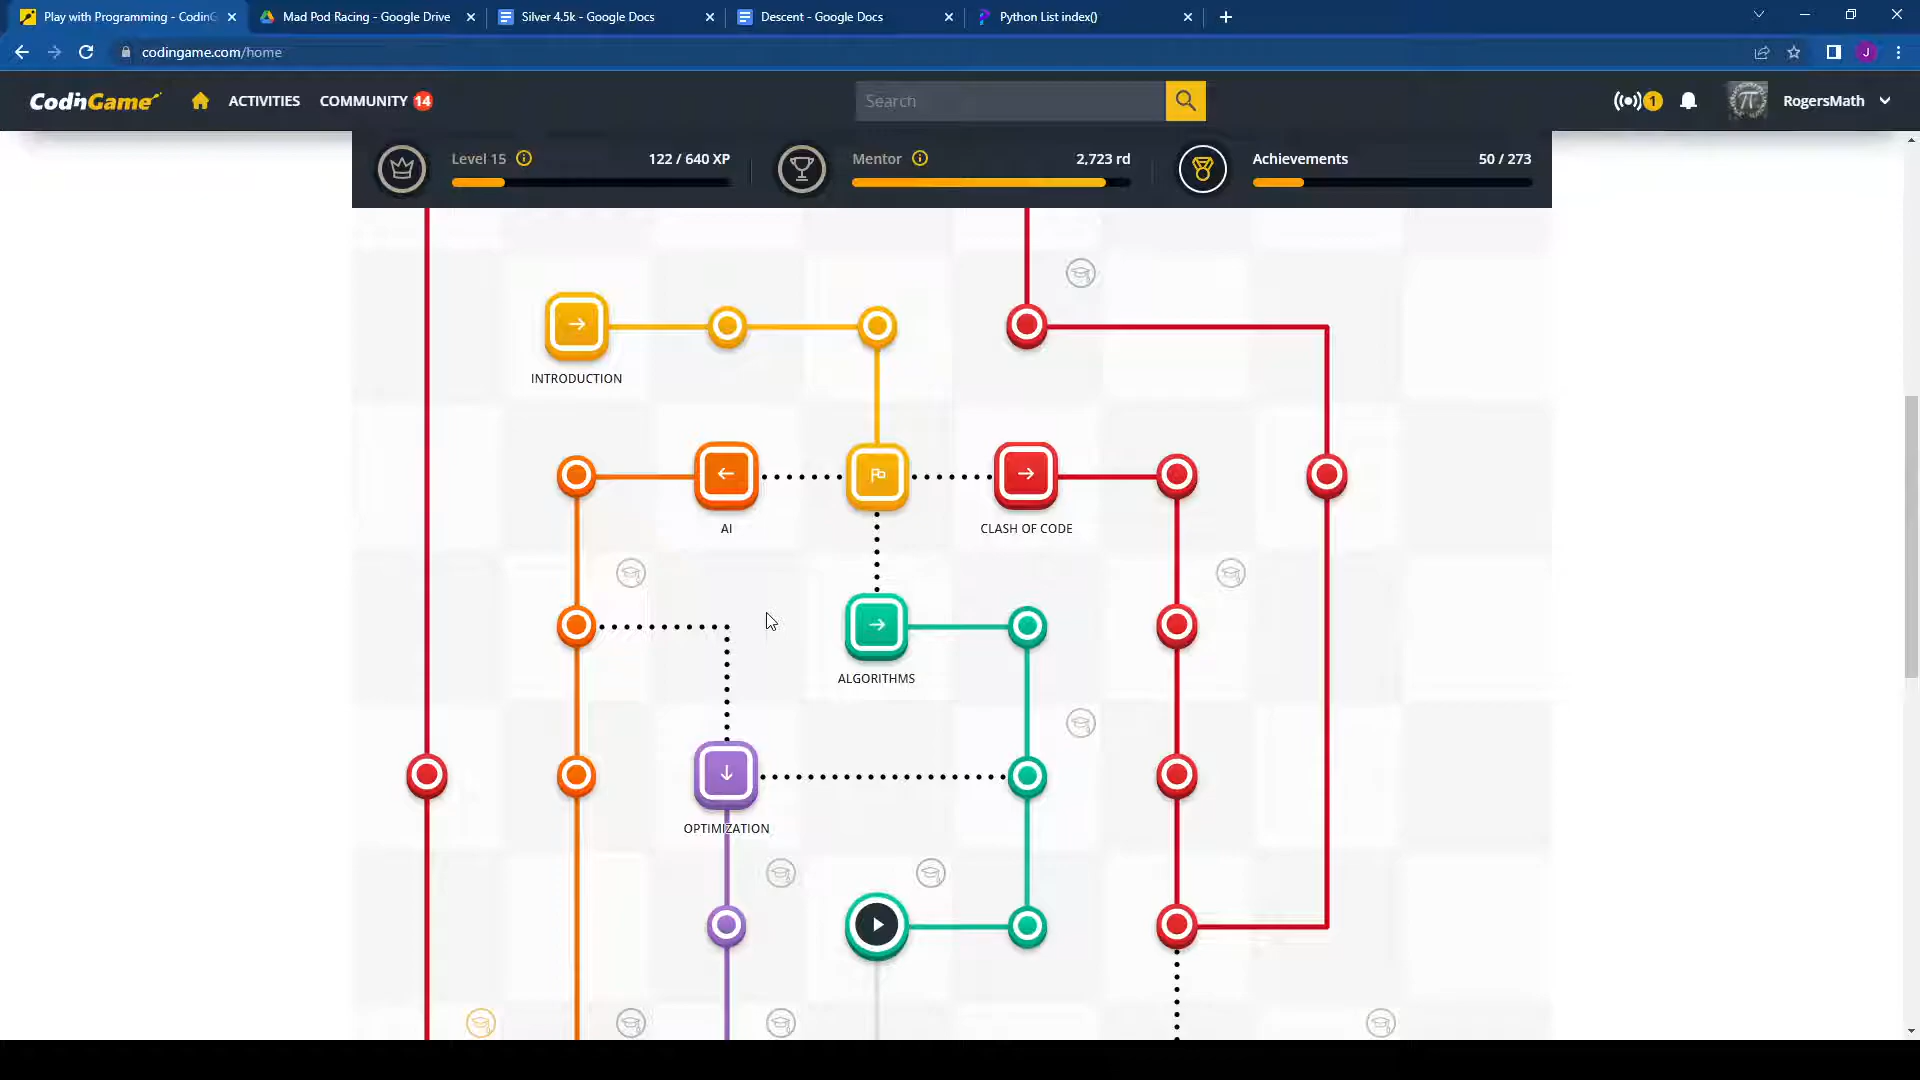 Play with Programming - CodinG
Mad Pod Racing - Google Drive
Silver 4.5k - Google Docs
Descent - Google Docs
Python List index()
codingame.com/home
J
CodinGame
ACTIVITIES
COMMUNITY 14
Search
1
RogersMath
Level 15
122 / 640 XP
Mentor
2,723 rd
Achievements
50 / 273
INTRODUCTION
AI
CLASH OF CODE
ALGORITHMS
OPTIMIZATION